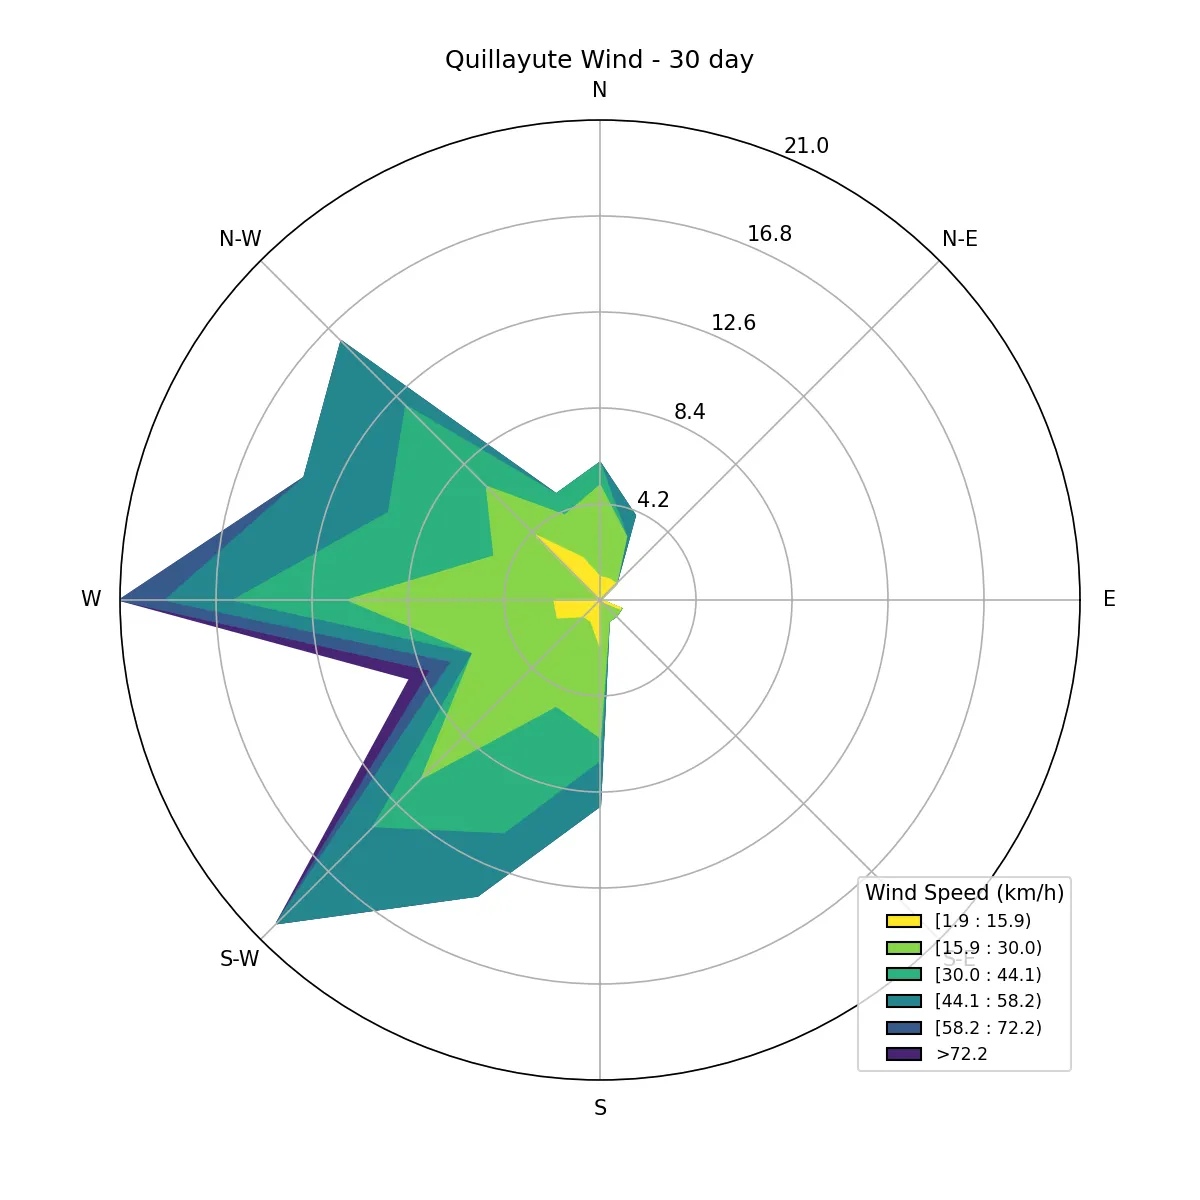 Quillayute Wind - 30 day
N
21.0
16.8
N-W
N-E
12.6
8.4
4.2
W
E
S-W
S-E
Wind Speed (km/h)
[1.9 : 15.9)
[15.9 : 30.0)
[30.0 : 44.1)
[44.1 : 58.2)
[58.2 : 72.2)
>72.2
S